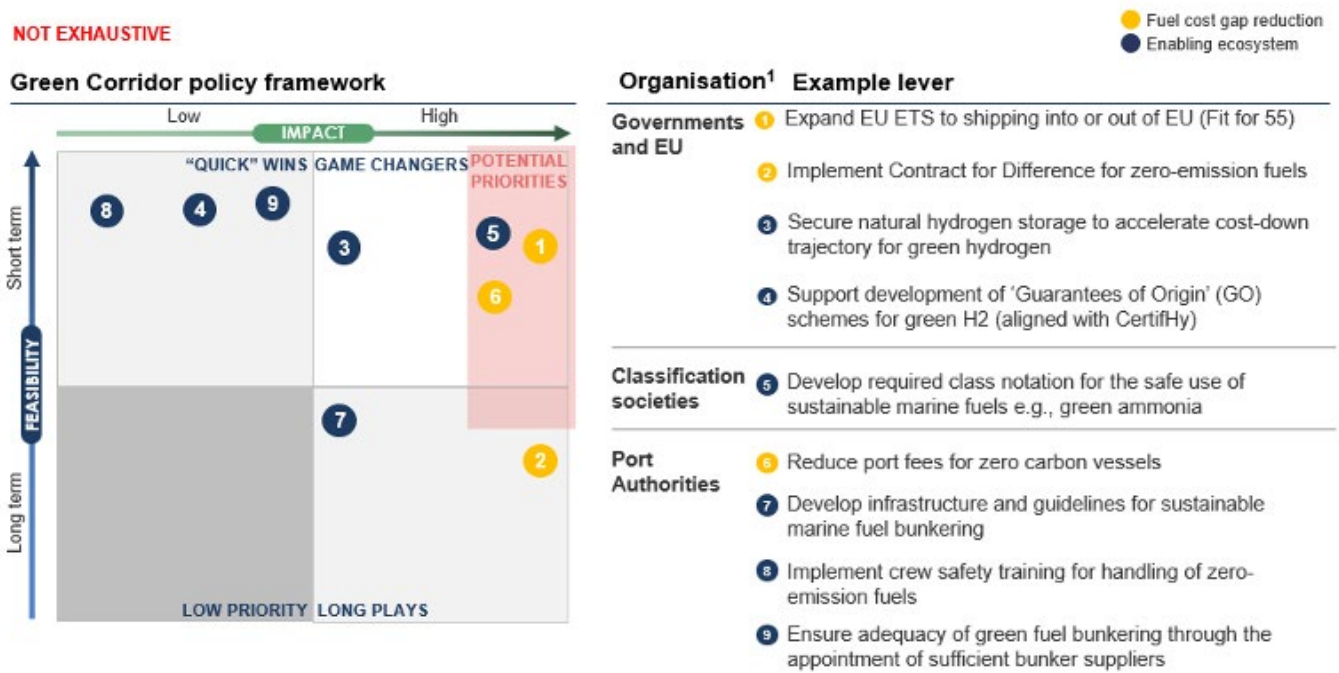 NOT EXHAUSTIVE
Fuel cost gap reduction
Enabling ecosystem
Green Corridor policy framework
Low
High
IMPACT
"QUICK" WINS
GAME CHANGERS
POTENTIAL
PRIORITIES
8
4
9
3
5
1
6
7
2
LOW PRIORITY
LONG PLAYS
Short term
FEASIBILITY
Long term
Organisation¹ Example lever
Governments
and EU
1 Expand EU ETS to shipping into or out of EU (Fit for 55)
2 Implement Contract for Difference for zero-emission fuels
3 Secure natural hydrogen storage to accelerate cost-down
trajectory for green hydrogen
4 Support development of ‘Guarantees of Origin’ (GO)
schemes for green H2 (aligned with CertifHy)
Classification
societies
5 Develop required class notation for the safe use of
sustainable marine fuels e.g., green ammonia
Port
Authorities
6 Reduce port fees for zero carbon vessels
7 Develop infrastructure and guidelines for sustainable
marine fuel bunkering
8 Implement crew safety training for handling of zero-
emission fuels
9 Ensure adequacy of green fuel bunkering through the
appointment of sufficient bunker suppliers